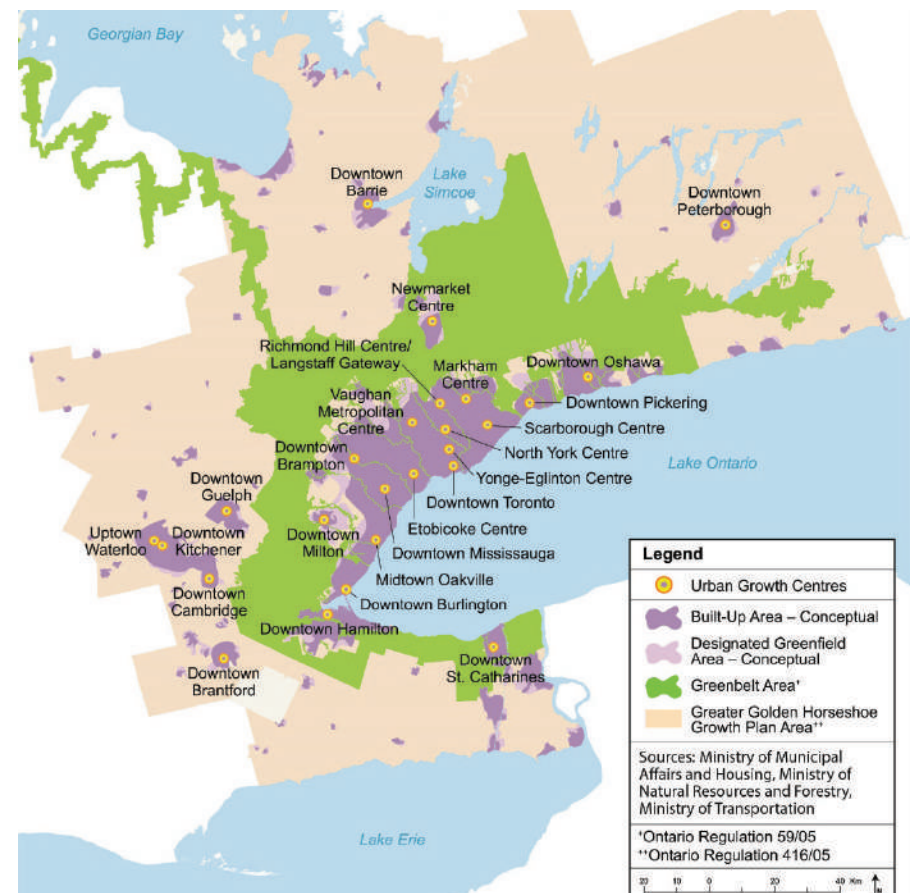 Georgian Bay
Downtown
Barrie
Lake
Simcoe
Downtown
Peterborough
Newmarket
Centre
Richmond Hill Centre/
Langstaff Gateway
Markham
Centre
Downtown Oshawa
Vaughan
Metropolitan
Centre
Downtown Pickering
Scarborough Centre
North York Centre
Downtown
Brampton
Lake Ontario
Yonge-Eglinton Centre
Downtown
Guelph
Downtown Toronto
Etobicoke Centre
Uptown
Waterloo
Downtown
Kitchener
Downtown
Milton
Downtown Mississauga
Midtown Oakville
Downtown
Cambridge
Downtown Burlington
Downtown Hamilton
Downtown
St. Catharines
Downtown
Brantford
Lake Erie
Legend
Urban Growth Centres
Built-Up Area – Conceptual
Designated Greenfield
Area – Conceptual
Greenbelt Area⁺
Greater Golden Horseshoe
Growth Plan Area⁺⁺
Sources: Ministry of Municipal
Affairs and Housing, Ministry of
Natural Resources and Forestry,
Ministry of Transportation
⁺Ontario Regulation 59/05
⁺⁺Ontario Regulation 416/05
20 10 0 20 40 Km
N